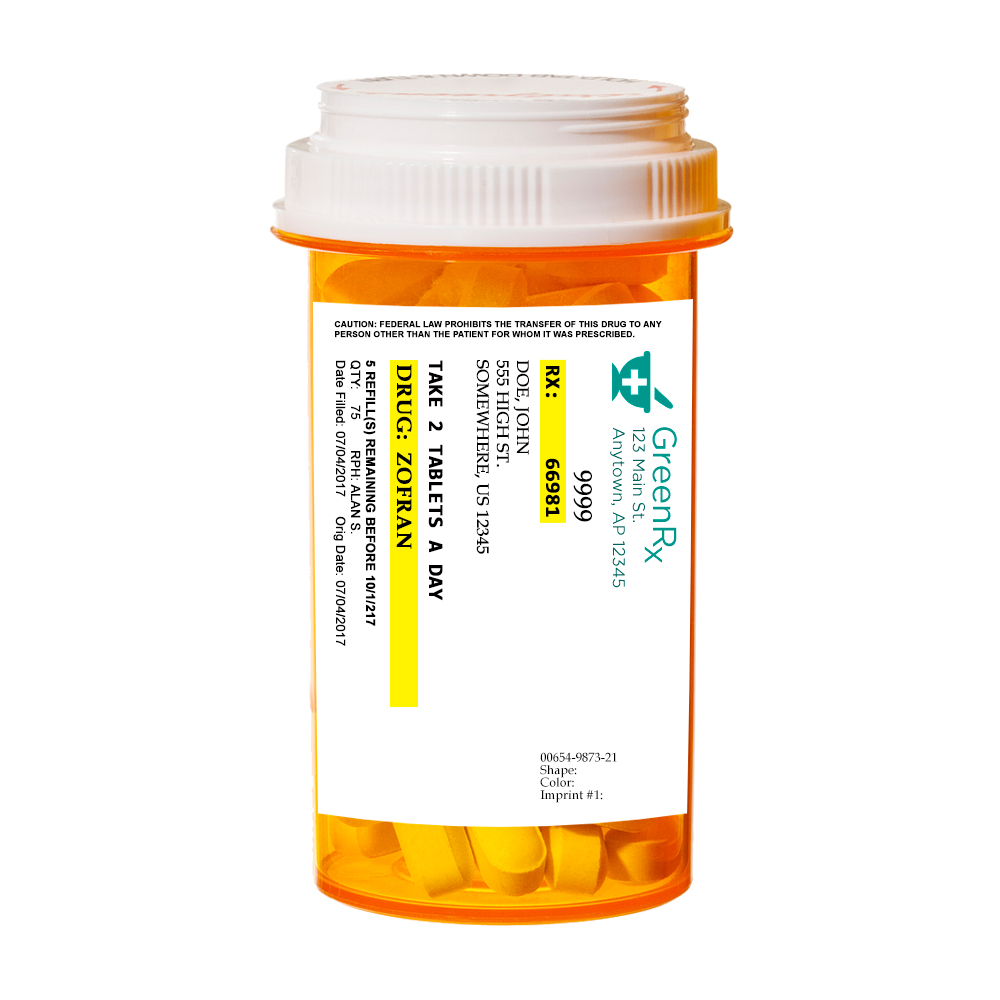 CAUTION: FEDERAL LAW PROHIBITS THE TRANSFER OF THIS DRUG TO ANY
PERSON OTHER THAN THE PATIENT FOR WHOM IT WAS PRESCRIBED.
GreenRx
123 Main St.
Anytown, AP 12345
9999
RX: 66981
DOE, JOHN
555 HIGH ST.
SOMEWHERE, US 12345
TAKE 2 TABLETS A DAY
DRUG: ZOFRAN
5 REFILL(S) REMAINING BEFORE 10/1/217
QTY: 75 RPH: ALAN S.
Date Filled: 07/04/2017 Orig Date: 07/04/2017
00654-9873-21
Shape:
Color:
Imprint #1: